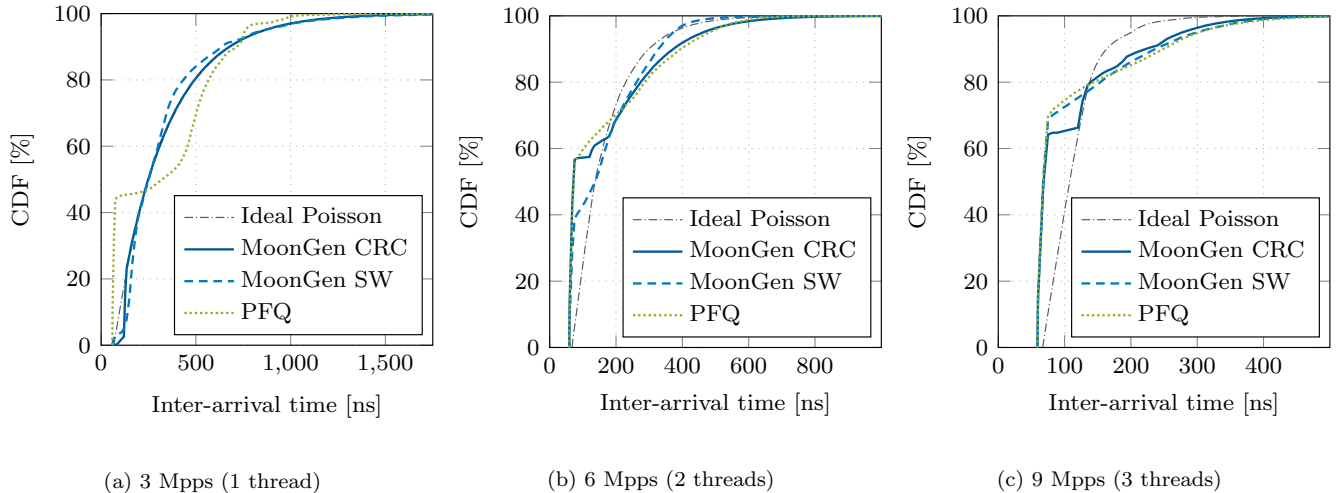 100
80
60
40
20
0
CDF [%]
0
500
1,000
1,500
Inter-arrival time [ns]
Ideal Poisson
MoonGen CRC
MoonGen SW
PFQ
(a) 3 Mpps (1 thread)
100
80
60
40
20
0
CDF [%]
0
200
400
600
800
Inter-arrival time [ns]
Ideal Poisson
MoonGen CRC
MoonGen SW
PFQ
(b) 6 Mpps (2 threads)
100
80
60
40
20
0
CDF [%]
0
100
200
300
400
Inter-arrival time [ns]
Ideal Poisson
MoonGen CRC
MoonGen SW
PFQ
(c) 9 Mpps (3 threads)